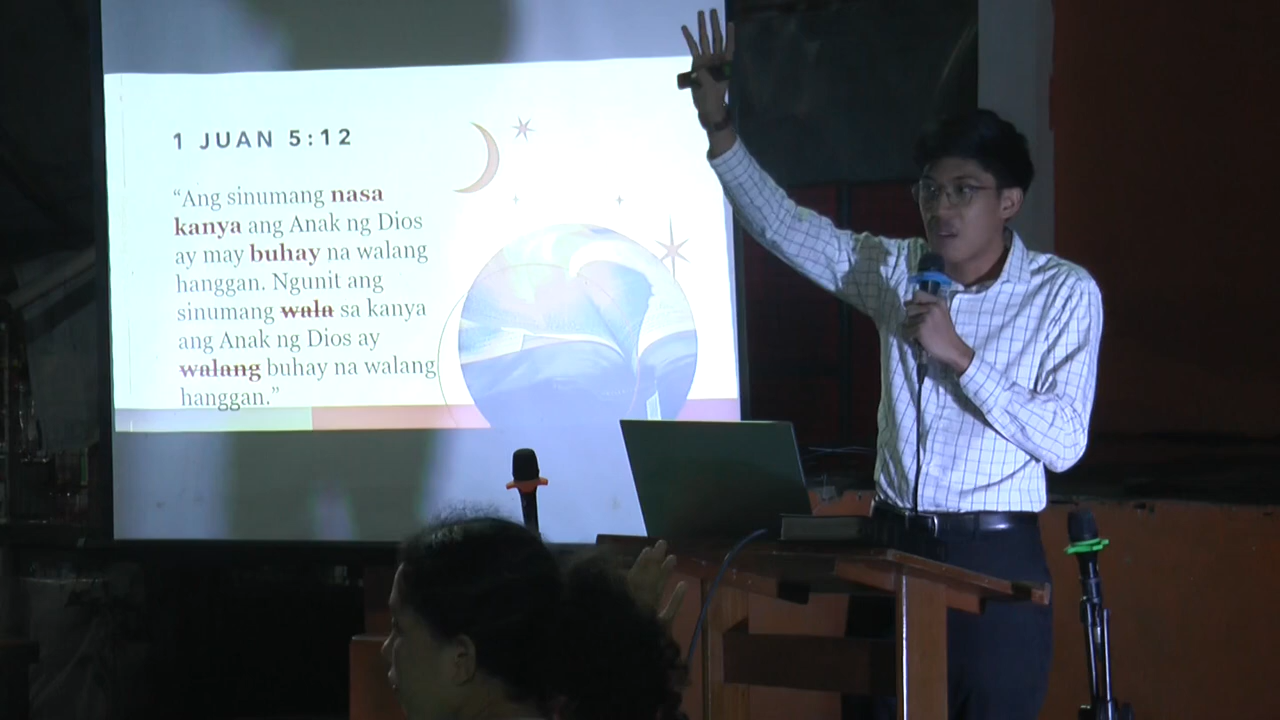 1 JUAN 5:12
“Ang sinumang nasa
kanya ang Anak ng Dios
ay may buhay na walang
hanggan. Ngunit ang
sinumang wala sa kanya
ang Anak ng Dios ay
walang buhay na walang
hanggan.”